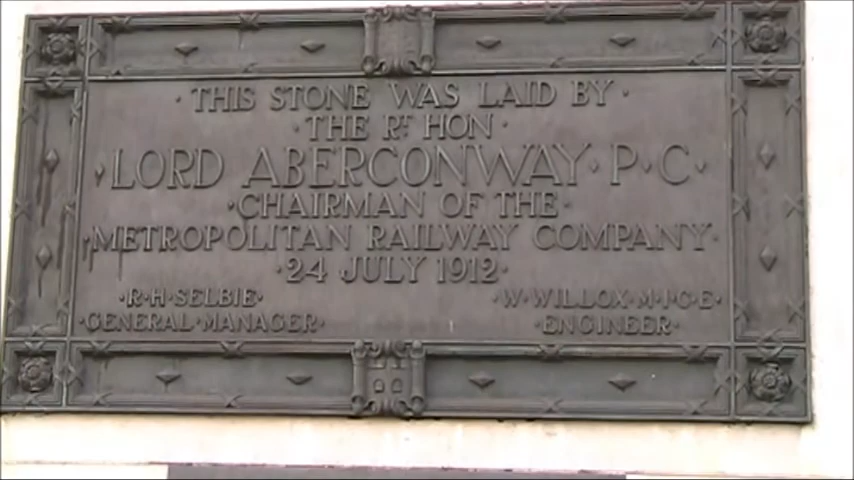 ·THIS STONE WAS LAID BY·
·THE RT HON·
·LORD ABERCONWAY·P·C·
·CHAIRMAN OF THE·
·METROPOLITAN RAILWAY COMPANY·
·24 JULY 1912·
·R·H·SELBIE· ·W·WILLOX·M·I·C·E·
·GENERAL·MANAGER· ·ENGINEER·